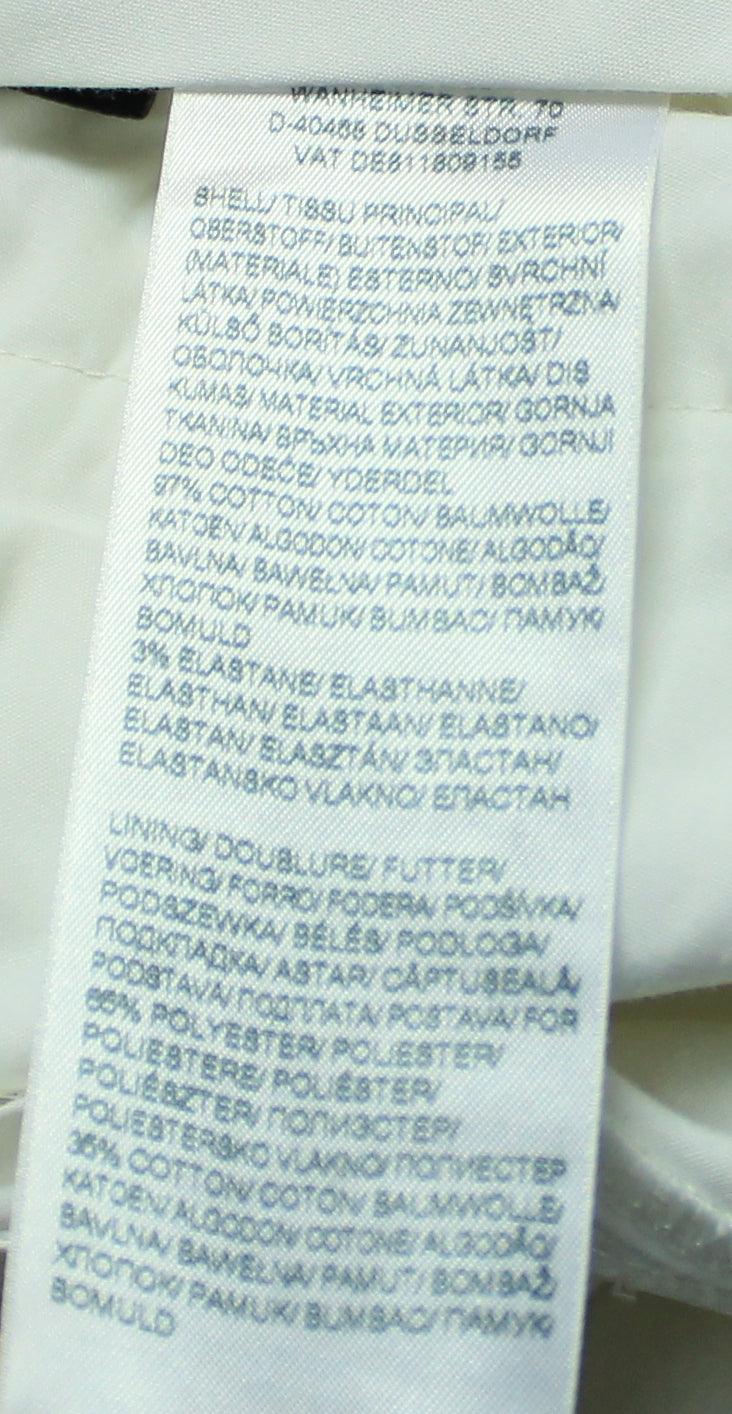 WANHEIMER STR. 70
D-40468 DUSSELDORF
VAT DE811809155
SHELL/ TISSU PRINCIPAL/
OBERSTOFF/ BUITENSTOF/ EXTERIOR/
(MATERIALE) ESTERNO/ SVRCHNÍ
LÁTKA/ POWIERZCHNIA ZEWNĘTRZNA/
KÜLSŐ BORÍTÁS/ ZUNANJOST/
ОБОЛОЧКА/ VRCHNÁ LÁTKA/ DIS
KUMAS/ MATERIAL EXTERIOR/ GORNJA
TKANINA/ ВРЪХНА МАТЕРИЯ/ GORNJI
DEO ODEĆE/ YDERDEL
97% COTTON/ COTON/ BAUMWOLLE/
KATOEN/ ALGODON/ COTONE/ ALGODÃO/
BAVLNA/ BAWEŁNA/ PAMUT/ BOMBAŽ/
ХЛОПОК/ PAMUK/ BUMBAC/ ПАМУК/
BOMULD
3% ELASTANE/ ELASTHANNE/
ELASTHAN/ ELASTAAN/ ELASTANO/
ELASTAN/ ELASZTÁN/ ЭЛАСТАН/
ELASTANSKO VLAKNO/ ЕЛАСТАН
LINING/ DOUBLURE/ FUTTER/
VOERING/ FORRO/ FODERA/ PODŠÍVKA/
PODSZEWKA/ BÉLÉS/ PODLOGA/
ПОДКЛАДКА/ ASTAR/ CĂPTUSEALĂ/
PODSTAVA/ ПОДПЛАТА/ POSTAVA/ FOR
65% POLYESTER/ POLIESTER/
POLIESTERE/ POLIÉSTER/
POLIÉSZTER/ ПОЛИЭСТЕР/
POLIESTERSKO VLAKNO/ ПОЛИЕСТЕР
35% COTTON/ COTON/ BAUMWOLLE/
KATOEN/ ALGODON/ COTONE/ ALGODÃO/
BAVLNA/ BAWEŁNA/ PAMUT/ BOMBAŽ/
ХЛОПОК/ PAMUK/ BUMBAC/ ПАМУК/
BOMULD